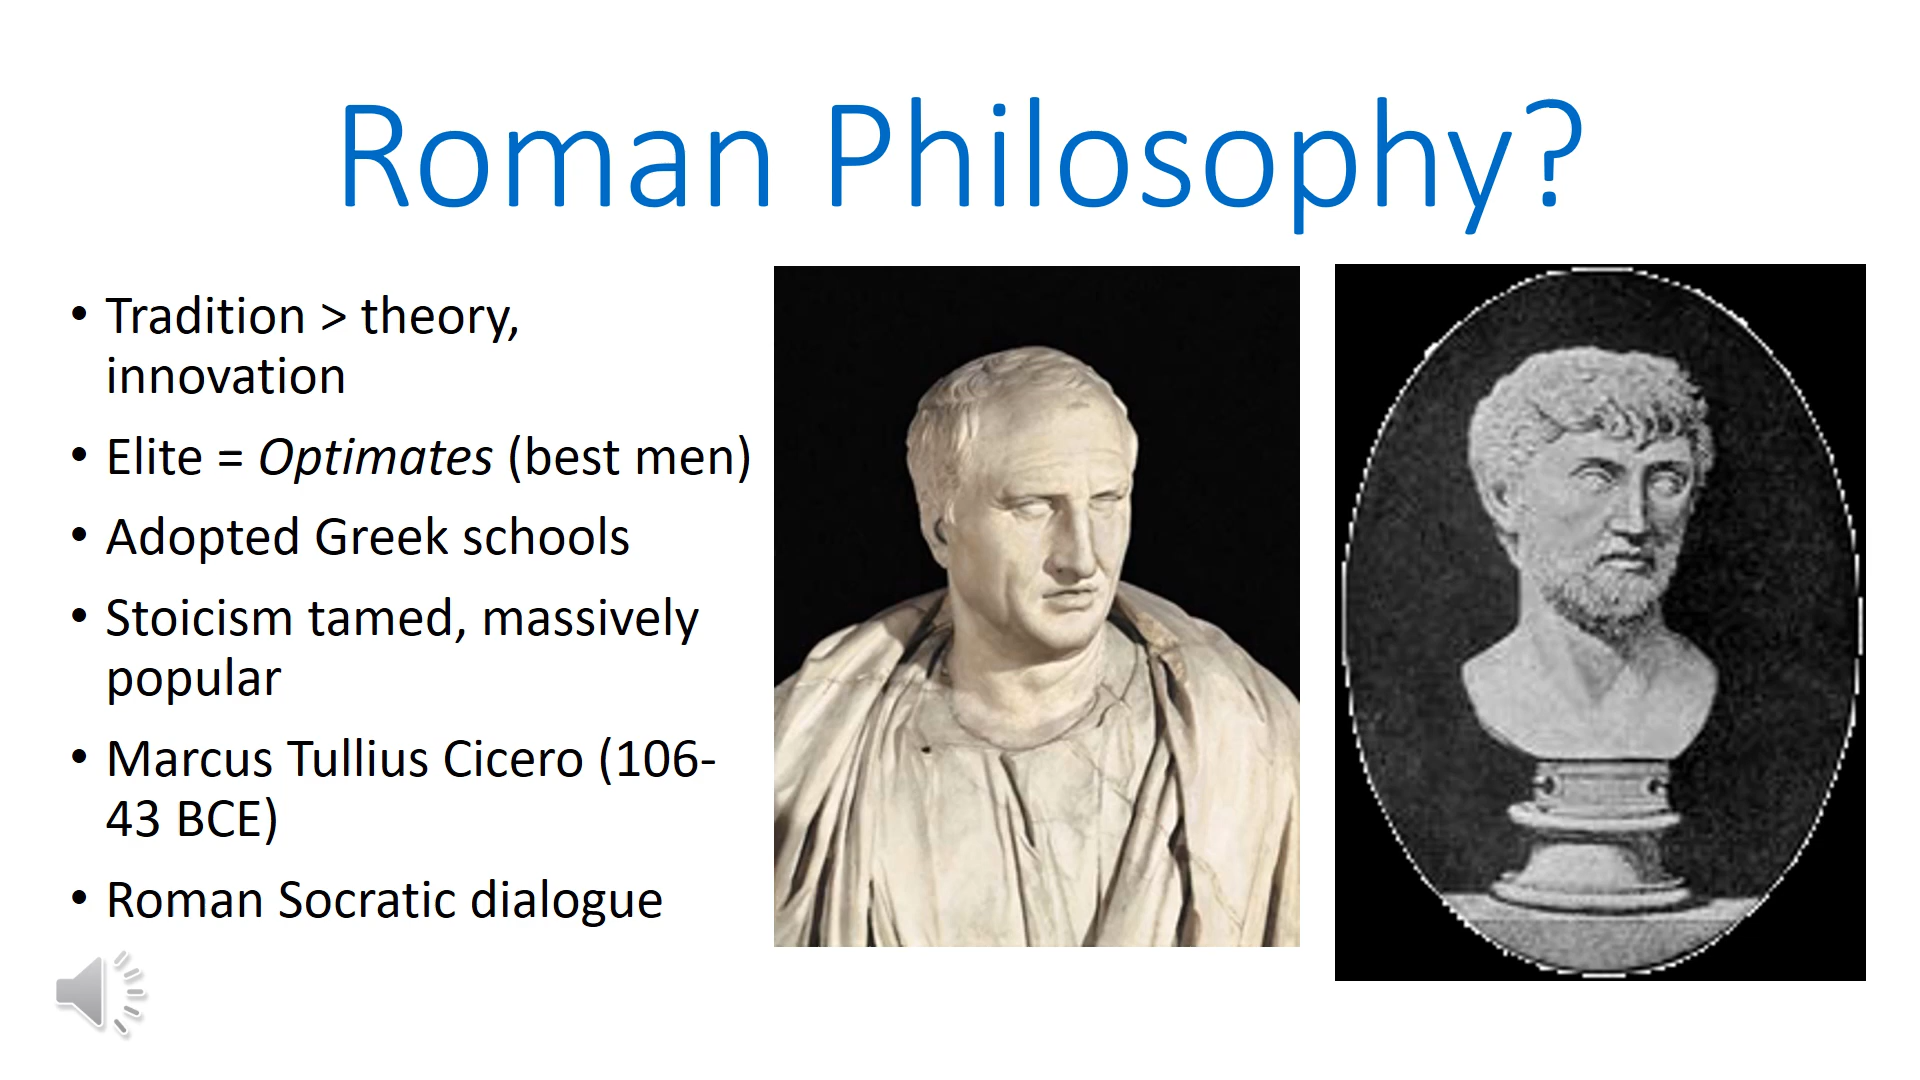 Roman Philosophy?
• Tradition > theory,
innovation
• Elite = Optimates (best men)
• Adopted Greek schools
• Stoicism tamed, massively
popular
• Marcus Tullius Cicero (106-
43 BCE)
• Roman Socratic dialogue